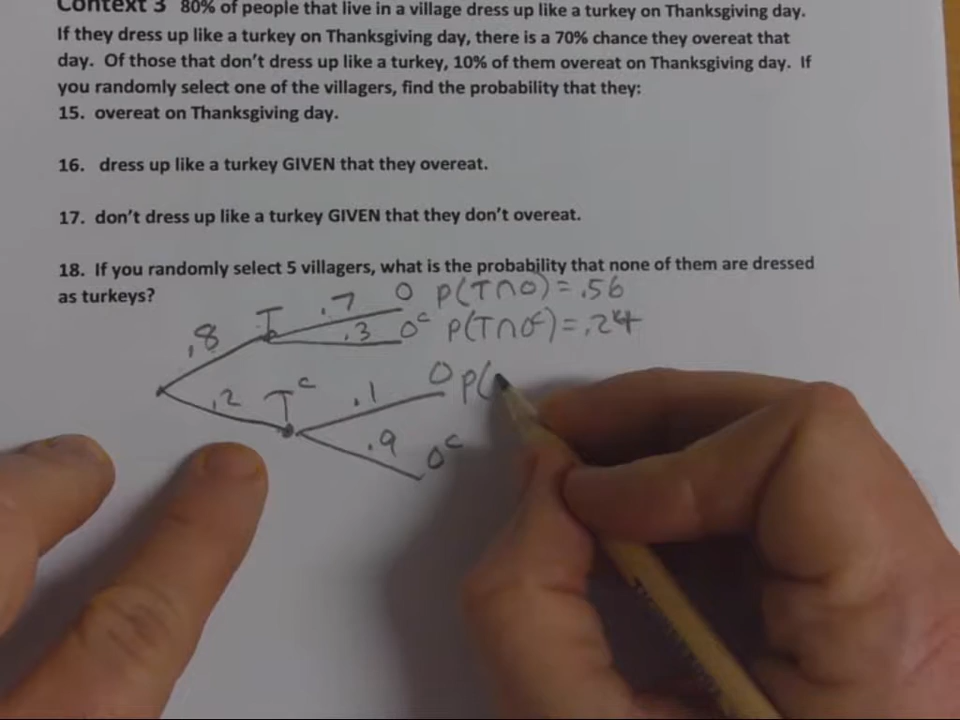 Context 3 80% of people that live in a village dress up like a turkey on Thanksgiving day.
If they dress up like a turkey on Thanksgiving day, there is a 70% chance they overeat that
day. Of those that don't dress up like a turkey, 10% of them overeat on Thanksgiving day. If
you randomly select one of the villagers, find the probability that they:
15. overeat on Thanksgiving day.
16. dress up like a turkey GIVEN that they overeat.
17. don't dress up like a turkey GIVEN that they don't overeat.
18. If you randomly select 5 villagers, what is the probability that none of them are dressed
as turkeys?
.8 T .7 O P(T∩O) = .56
.3 Oᶜ P(T∩Oᶜ) = .24
.2 Tᶜ .1 O P(
.9 Oᶜ